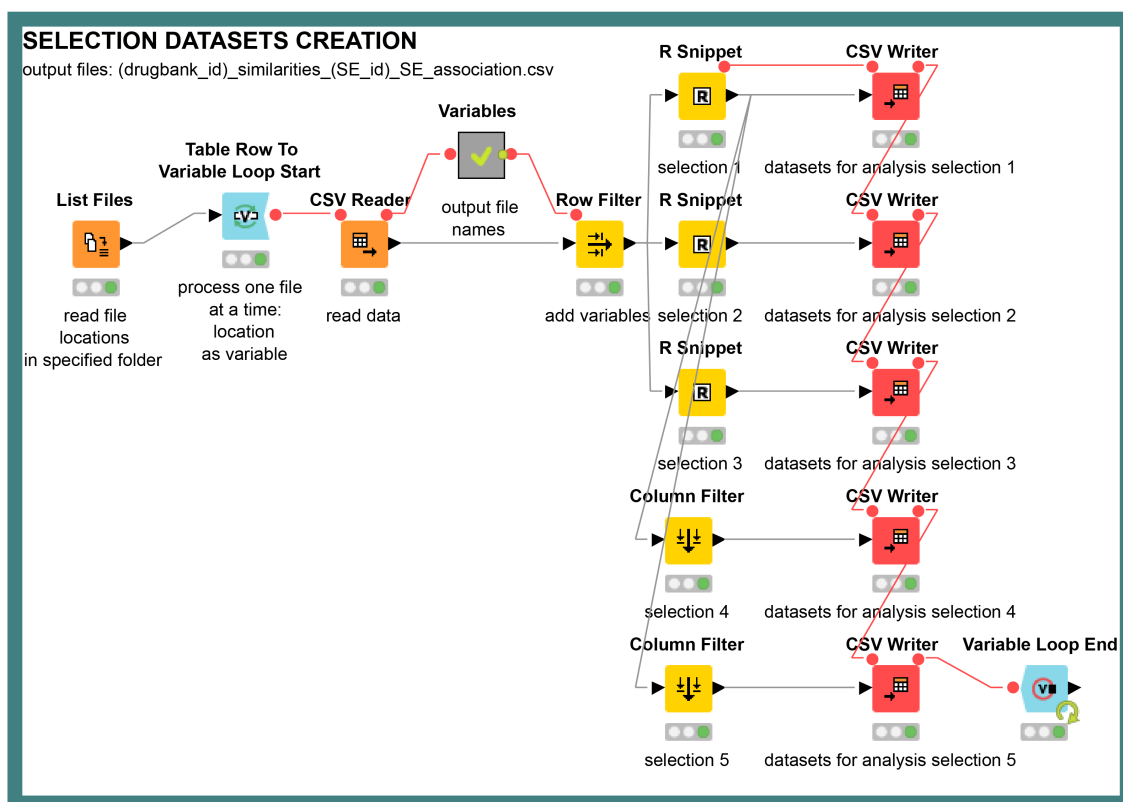 SELECTION DATASETS CREATION
output files: (drugbank_id)_similarities_(SE_id)_SE_association.csv
List Files
read file
locations
in specified folder
Table Row To
Variable Loop Start
V
process one file
at a time:
location
as variable
CSV Reader
read data
Variables
output file
names
Row Filter
add variables
R Snippet
R
selection 1
CSV Writer
datasets for analysis selection 1
R Snippet
R
selection 2
CSV Writer
datasets for analysis selection 2
R Snippet
R
selection 3
CSV Writer
datasets for analysis selection 3
Column Filter
selection 4
CSV Writer
datasets for analysis selection 4
Column Filter
selection 5
CSV Writer
datasets for analysis selection 5
Variable Loop End
V